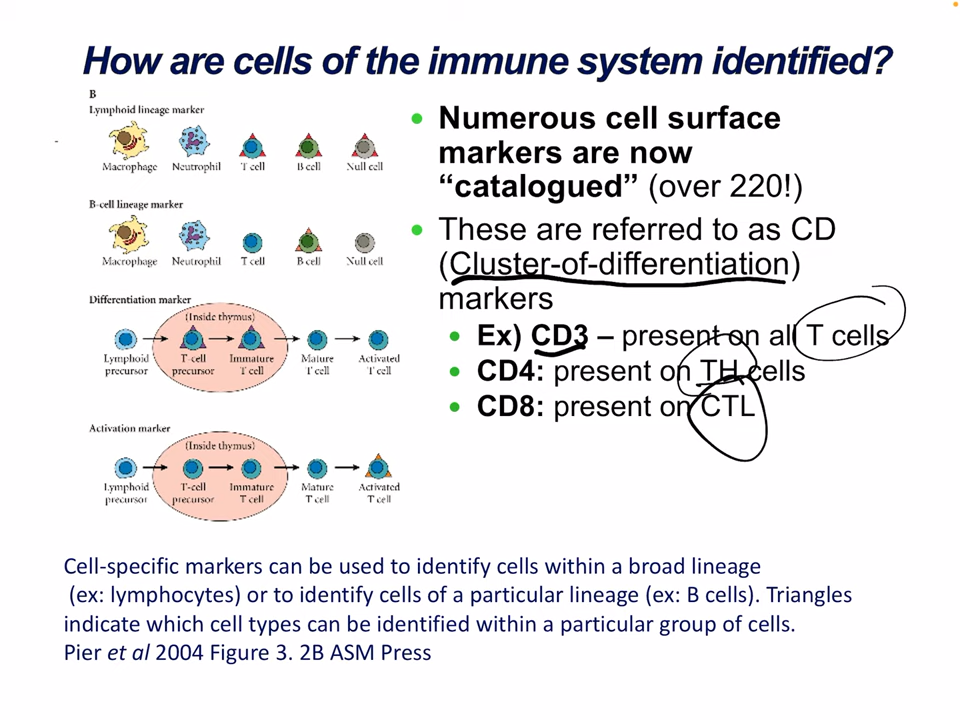 How are cells of the immune system identified?
B
Lymphoid lineage marker
Macrophage Neutrophil T cell B cell Null cell
B-cell lineage marker
Macrophage Neutrophil T cell B cell Null cell
Differentiation marker
(Inside thymus)
Lymphoid precursor T-cell precursor Immature T cell Mature T cell Activated T cell
Activation marker
(Inside thymus)
Lymphoid precursor T-cell precursor Immature T cell Mature T cell Activated T cell
• Numerous cell surface
markers are now
“catalogued” (over 220!)
• These are referred to as CD
(Cluster-of-differentiation)
markers
• Ex) CD3 – present on all T cells
• CD4: present on TH cells
• CD8: present on CTL
Cell-specific markers can be used to identify cells within a broad lineage
(ex: lymphocytes) or to identify cells of a particular lineage (ex: B cells). Triangles
indicate which cell types can be identified within a particular group of cells.
Pier et al 2004 Figure 3. 2B ASM Press